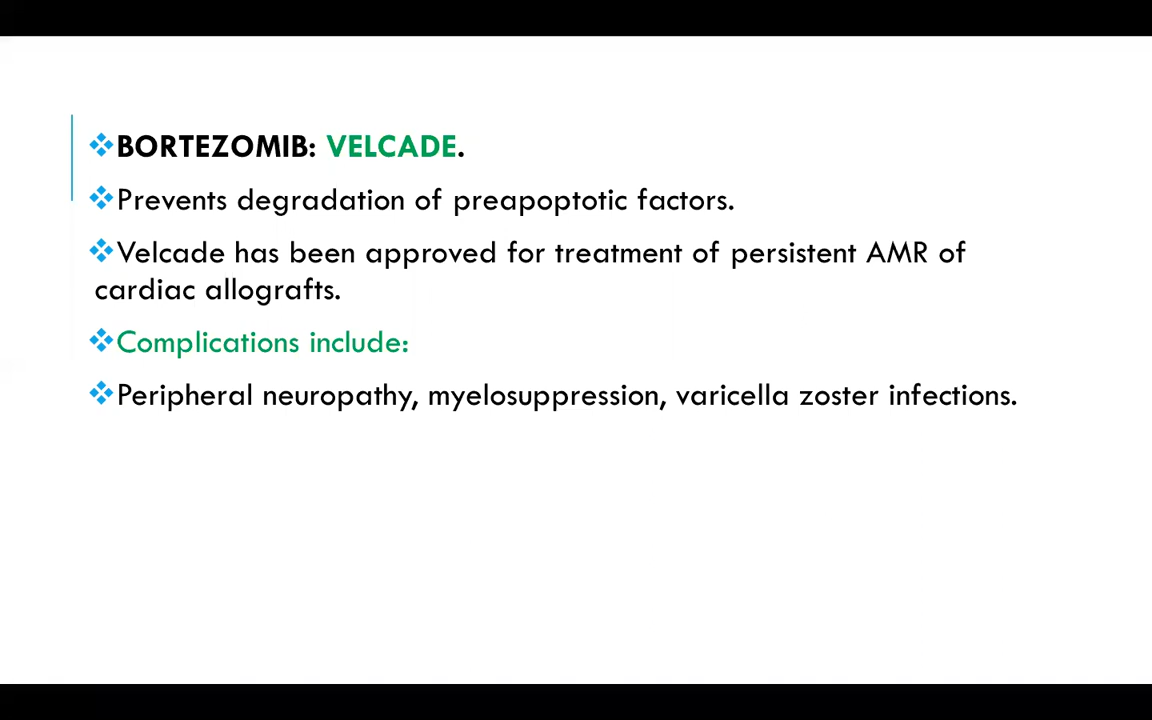 ❖BORTEZOMIB: VELCADE.
❖Prevents degradation of preapoptotic factors.
❖Velcade has been approved for treatment of persistent AMR of
cardiac allografts.
❖Complications include:
❖Peripheral neuropathy, myelosuppression, varicella zoster infections.